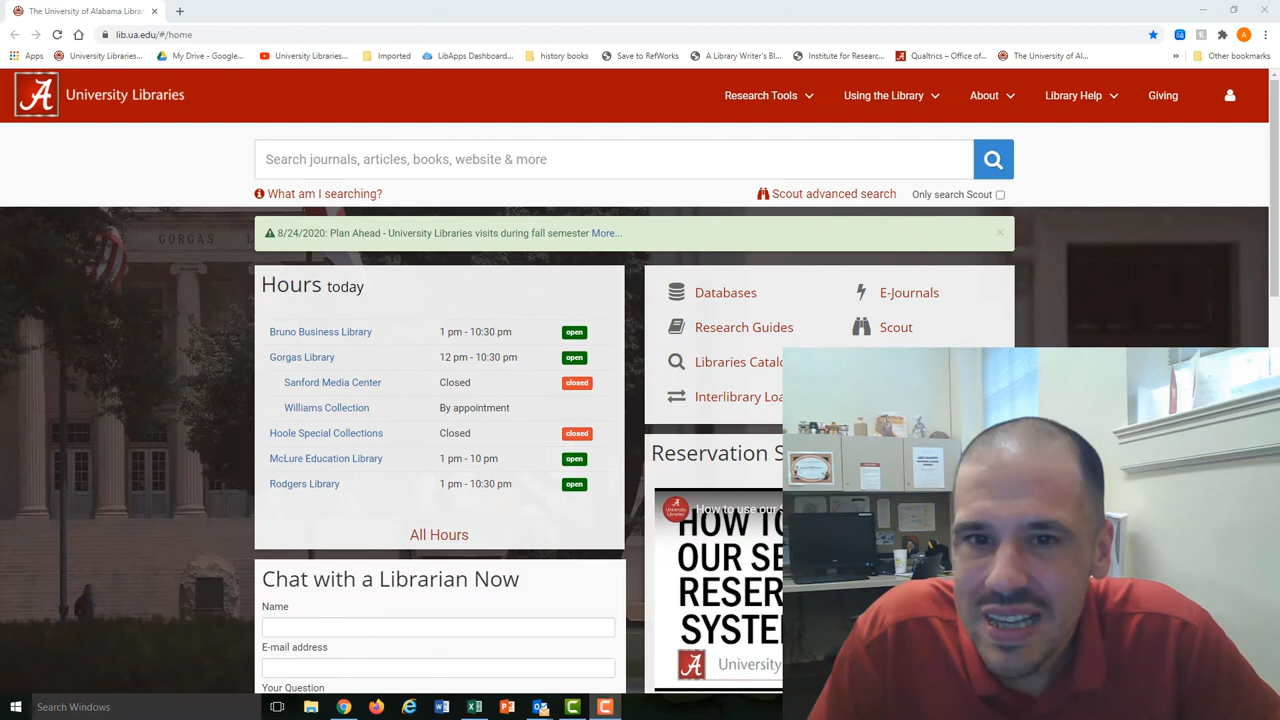 The University of Alabama Librar
lib.ua.edu/#/home
Apps
University Libraries...
My Drive - Google...
University Libraries...
Imported
LibApps Dashboard...
history books
Save to RefWorks
A Library Writer's Bl...
Institute for Researc...
Qualtrics – Office of...
The University of Al...
»
Other bookmarks
A
University Libraries
Research Tools
Using the Library
About
Library Help
Giving
Search journals, articles, books, website & more
What am I searching?
Scout advanced search
Only search Scout
GORGAS
8/24/2020: Plan Ahead - University Libraries visits during fall semester More...
Hours today
Bruno Business Library 1 pm - 10:30 pm open
Gorgas Library 12 pm - 10:30 pm open
Sanford Media Center Closed closed
Williams Collection By appointment
Hoole Special Collections Closed closed
McLure Education Library 1 pm - 10 pm open
Rodgers Library 1 pm - 10:30 pm open
All Hours
Databases
E-Journals
Research Guides
Scout
Libraries Catalo
Interlibrary Loa
Reservation S
How to use our S
HOW TO
OUR SE
RESER
SYSTE
A University
Chat with a Librarian Now
Name
E-mail address
Your Question
Search Windows